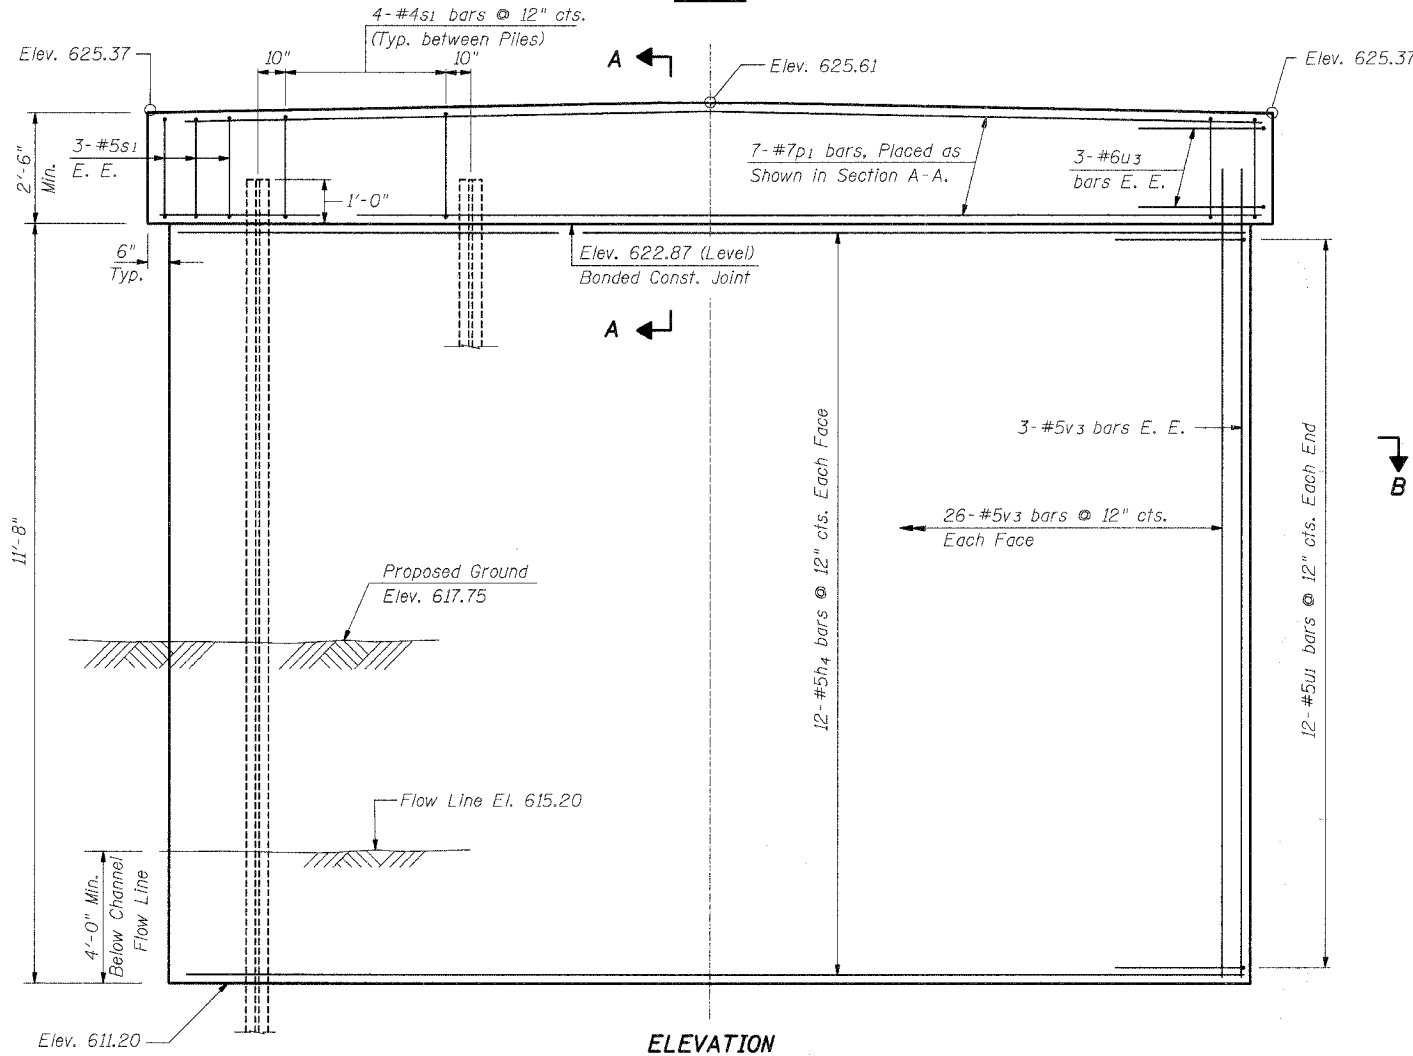 4-#4s1 bars @ 12" cts.
(Typ. between Piles)
Elev. 625.37
10"
10"
A
Elev. 625.61
Elev. 625.37
2'-6"
Min.
3-#5s1
E. E.
1'-0"
7-#7p1 bars, Placed as
Shown in Section A-A.
3-#6u3
bars E. E.
6"
Typ.
Elev. 622.87 (Level)
Bonded Const. Joint
A
11'-8"
12-#5h4 bars @ 12" cts. Each Face
3-#5v3 bars E. E.
B
26-#5v3 bars @ 12" cts.
Each Face
12-#5u1 bars @ 12" cts. Each End
Proposed Ground
Elev. 617.75
Flow Line El. 615.20
4'-0" Min.
Below Channel
Flow Line
Elev. 611.20
ELEVATION